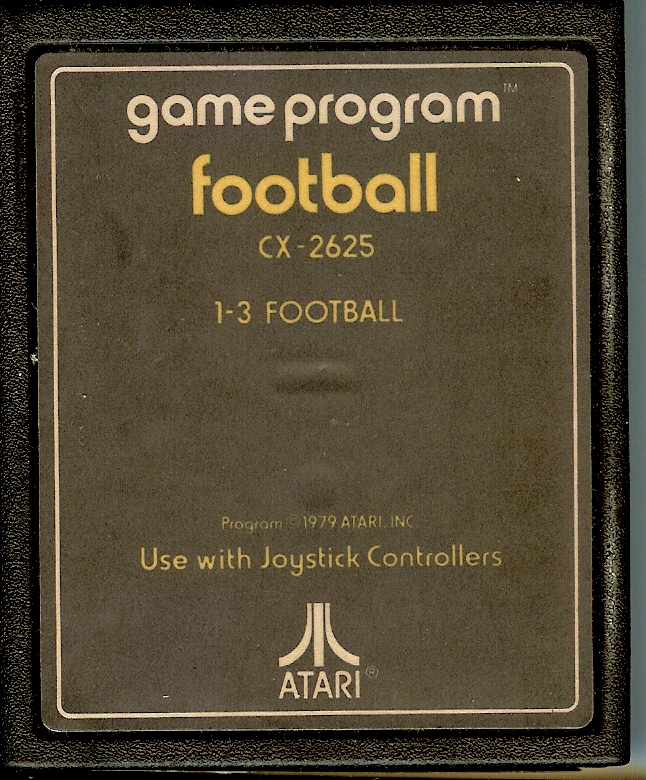 game program™
football
CX-2625
1-3 FOOTBALL
Program ©1979 ATARI, INC
Use with Joystick Controllers
ATARI®